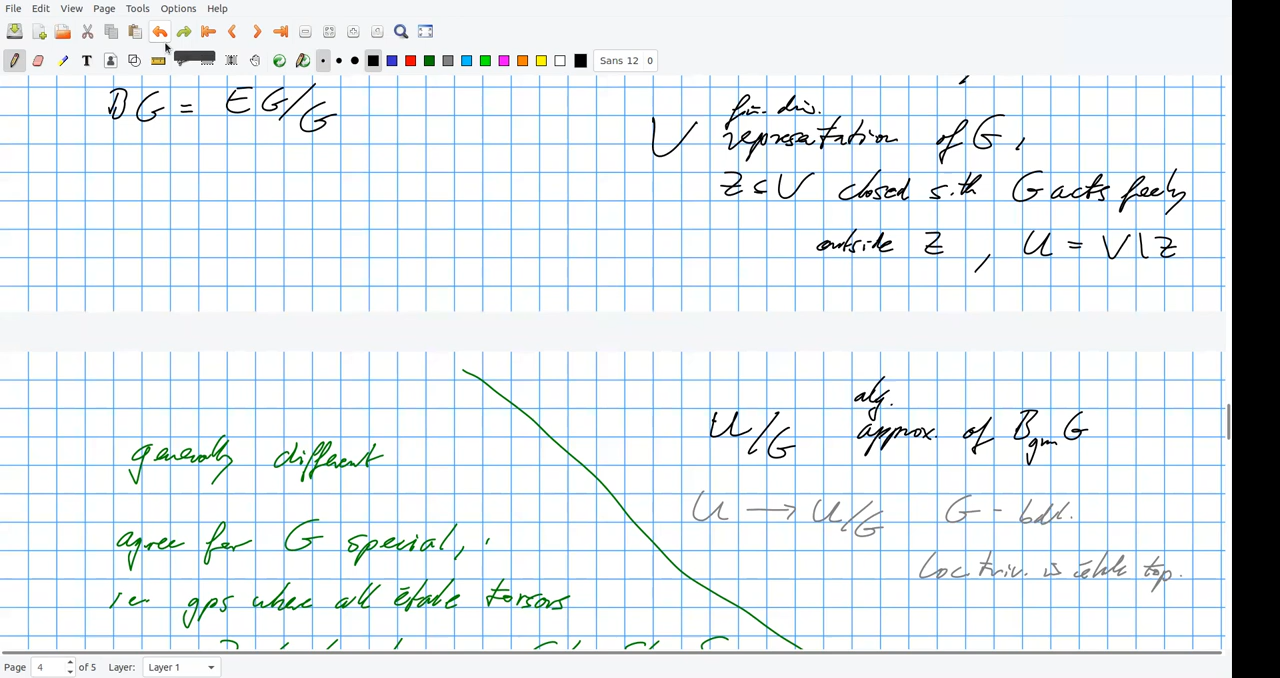 File Edit View Page Tools Options Help
Sans 12 0
BG = EG/G
fin. dim.
V representation of G,
Z ⊂ V closed s.th G acts freely
outside Z , U = V \ Z
alg.
U/G approx. of B_gm G
generally different
U → U/G G - bdl.
agree for G special,
loc triv. is étale top.
i.e. gps where all étale torsors
Page 4 of 5 Layer: Layer 1